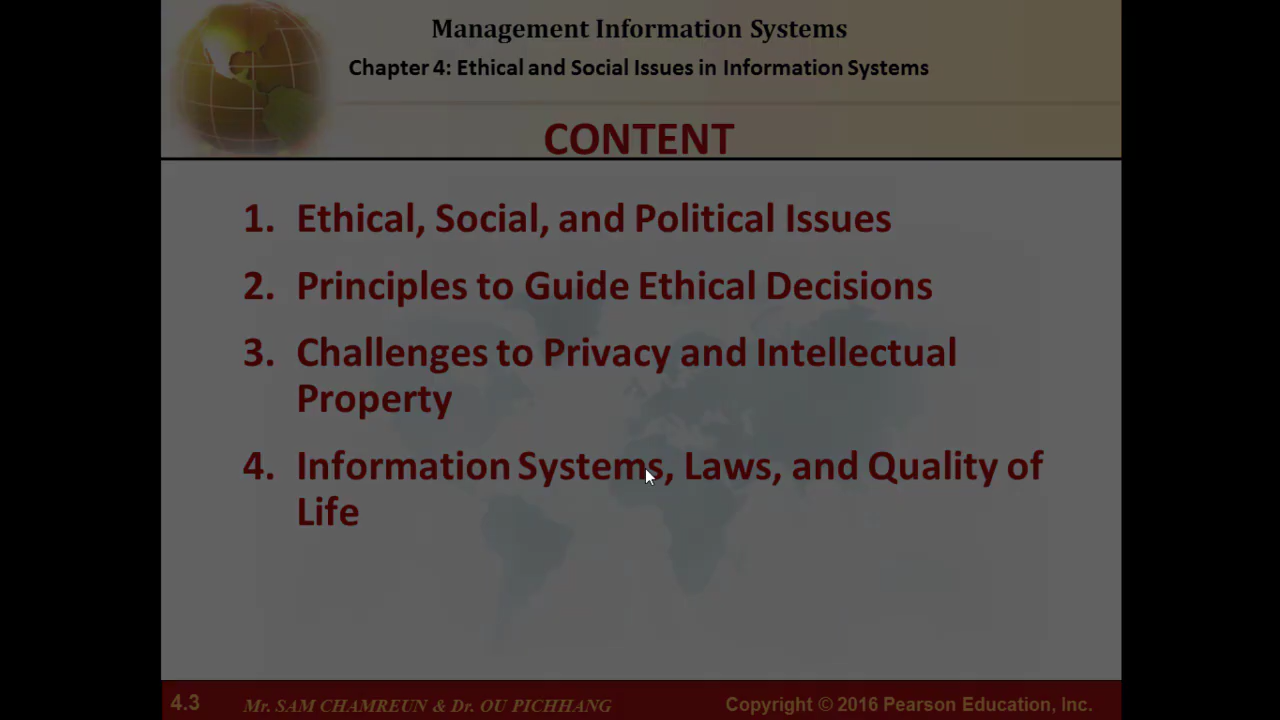 Management Information Systems
Chapter 4: Ethical and Social Issues in Information Systems
CONTENT
1. Ethical, Social, and Political Issues
2. Principles to Guide Ethical Decisions
3. Challenges to Privacy and Intellectual
Property
4. Information Systems, Laws, and Quality of
Life
4.3 Mr. SAM CHAMREUN & Dr. OU PICHHANG Copyright © 2016 Pearson Education, Inc.